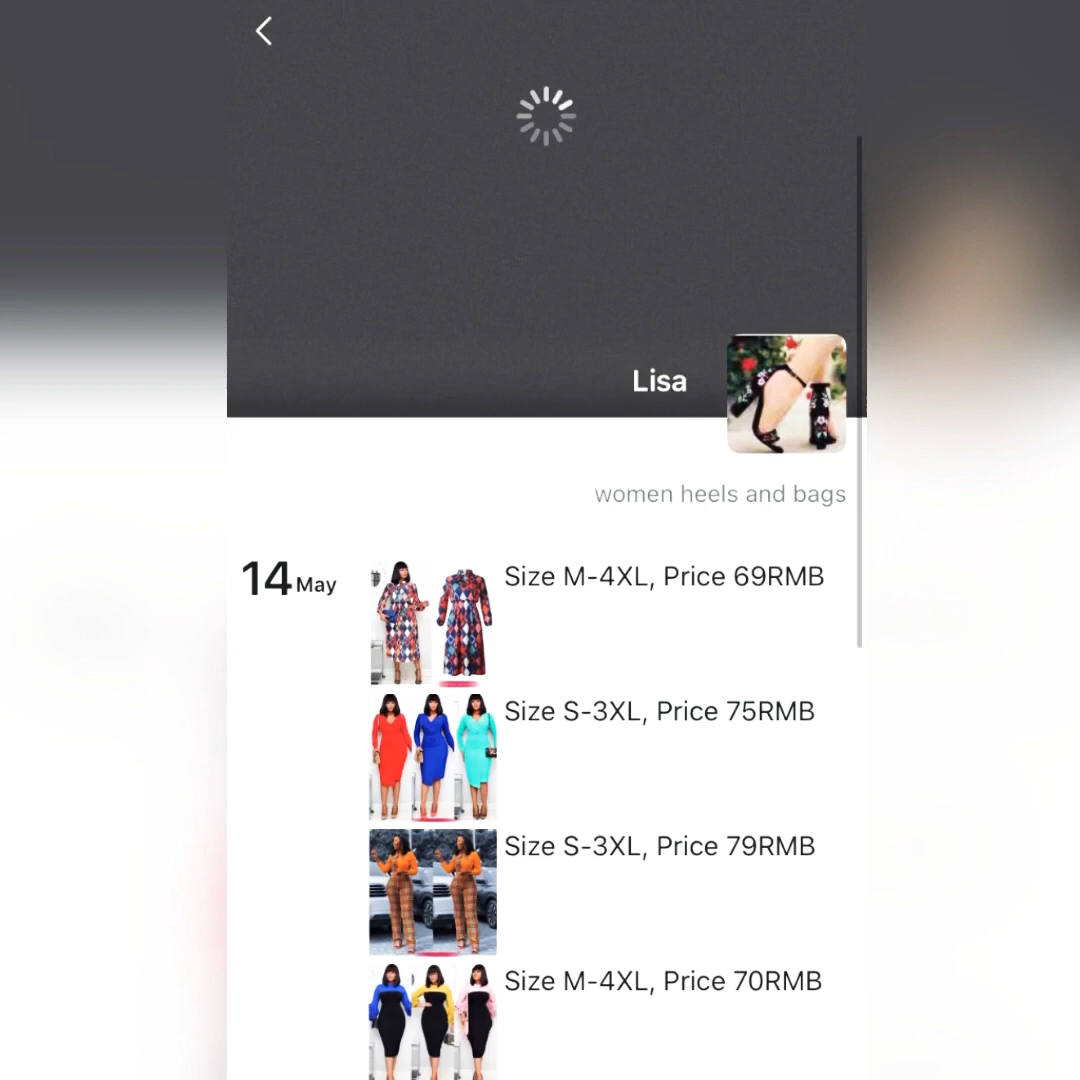 Lisa
women heels and bags
14 May
Size M-4XL, Price 69RMB
Size S-3XL, Price 75RMB
Size S-3XL, Price 79RMB
Size M-4XL, Price 70RMB